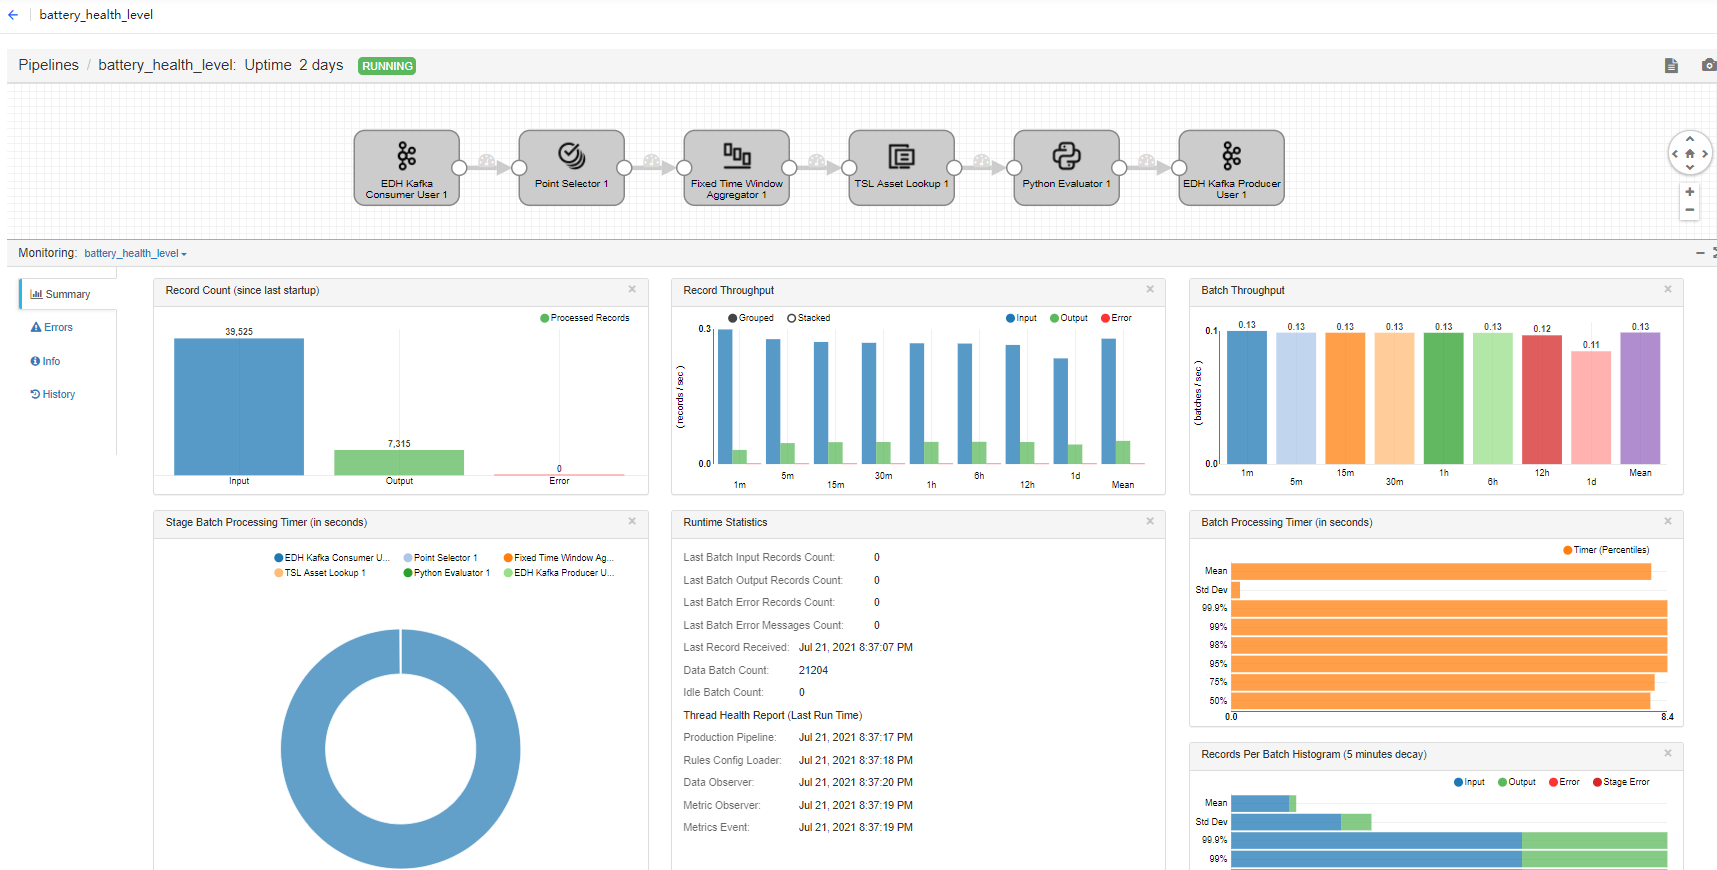 battery_health_level
Pipelines / battery_health_level: Uptime 2 days RUNNING
EDH Kafka
Consumer User 1
Point Selector 1
Fixed Time Window
Aggregator 1
TSL Asset Lookup 1
Python Evaluator 1
EDH Kafka Producer
User 1
Monitoring: battery_health_level
Summary
Errors
Info
History
Record Count (since last startup)
Processed Records
39,525
7,315
0
Input Output Error
Record Throughput
Grouped Stacked Input Output Error
0.3
( records / sec )
0.0
1m 5m 15m 30m 1h 6h 12h 1d Mean
Batch Throughput
0.1
0.13 0.13 0.13 0.13 0.13 0.13 0.12 0.11 0.13
( batches / sec )
0.0
1m 5m 15m 30m 1h 6h 12h 1d Mean
Stage Batch Processing Timer (in seconds)
EDH Kafka Consumer U... Point Selector 1 Fixed Time Window Ag...
TSL Asset Lookup 1 Python Evaluator 1 EDH Kafka Producer U...
Runtime Statistics
Last Batch Input Records Count: 0
Last Batch Output Records Count: 0
Last Batch Error Records Count: 0
Last Batch Error Messages Count: 0
Last Record Received: Jul 21, 2021 8:37:07 PM
Data Batch Count: 21204
Idle Batch Count: 0
Thread Health Report (Last Run Time)
Production Pipeline: Jul 21, 2021 8:37:17 PM
Rules Config Loader: Jul 21, 2021 8:37:18 PM
Data Observer: Jul 21, 2021 8:37:20 PM
Metric Observer: Jul 21, 2021 8:37:19 PM
Metrics Event: Jul 21, 2021 8:37:19 PM
Batch Processing Timer (in seconds)
Timer (Percentiles)
Mean
Std Dev
99.9%
99%
98%
95%
75%
50%
0.0 8.4
Records Per Batch Histogram (5 minutes decay)
Input Output Error Stage Error
Mean
Std Dev
99.9%
99%